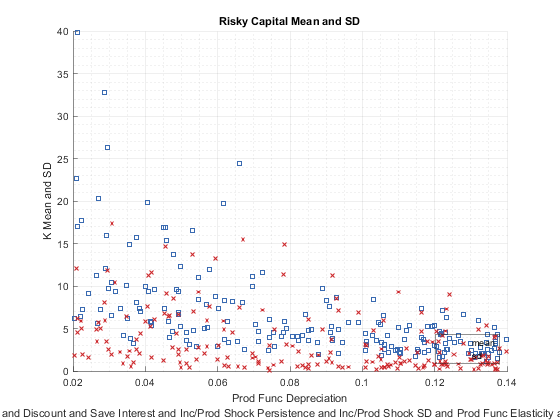 Risky Capital Mean and SD
40
35
30
25
20
15
10
5
0
K Mean and SD
0.02 0.04 0.06 0.08 0.1 0.12 0.14
Prod Func Depreciation
and Discount and Save Interest and Inc/Prod Shock Persistence and Inc/Prod Shock SD and Prod Func Elasticity a